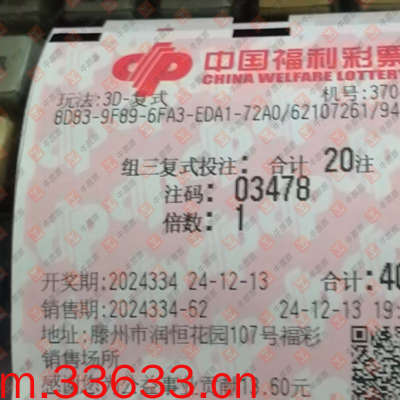 中国福利彩票
CHINA WELFARE LOTTERY
玩法:3D-复式 机号:370
8D83-9F89-6FA3-EDA1-72A0/62107261/94
组三复式投注: 合计 20注
注码: 03478
倍数: 1
开奖期:2024334 24-12-13 合计:40
销售期:2024334-62 24-12-13 19:
地址:滕州市润恒花园107号福彩
销售场所
m.33633.cn
.60元